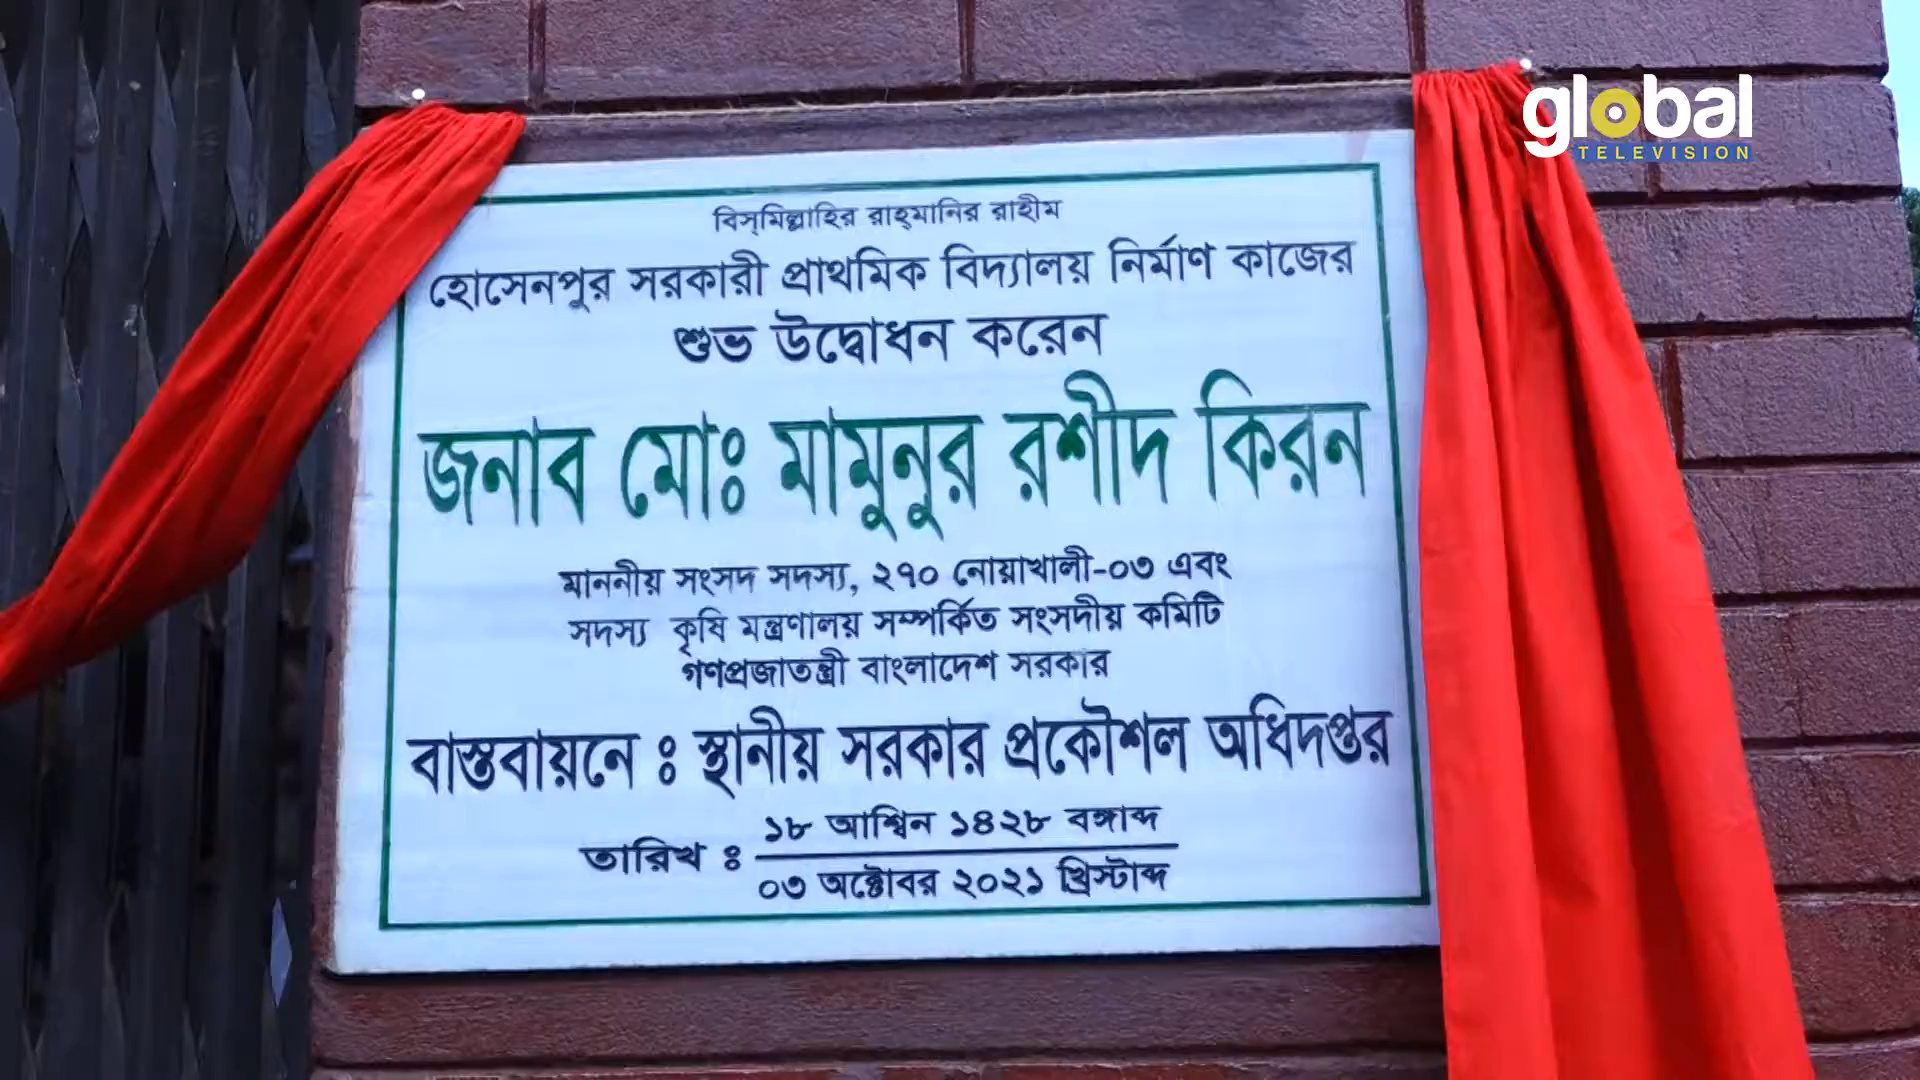 global
TELEVISION
বিস্‌মিল্লাহির রাহ্‌মানির রাহীম
হোসেনপুর সরকারী প্রাথমিক বিদ্যালয় নির্মাণ কাজের
শুভ উদ্বোধন করেন
জনাব মোঃ মামুনুর রশীদ কিরন
মাননীয় সংসদ সদস্য, ২৭০ নোয়াখালী-০৩ এবং
সদস্য কৃষি মন্ত্রণালয় সম্পর্কিত সংসদীয় কমিটি
গণপ্রজাতন্ত্রী বাংলাদেশ সরকার
বাস্তবায়নে ঃ স্থানীয় সরকার প্রকৌশল অধিদপ্তর
১৮ আশ্বিন ১৪২৮ বঙ্গাব্দ
তারিখ ঃ
০৩ অক্টোবর ২০২১ খ্রিস্টাব্দ